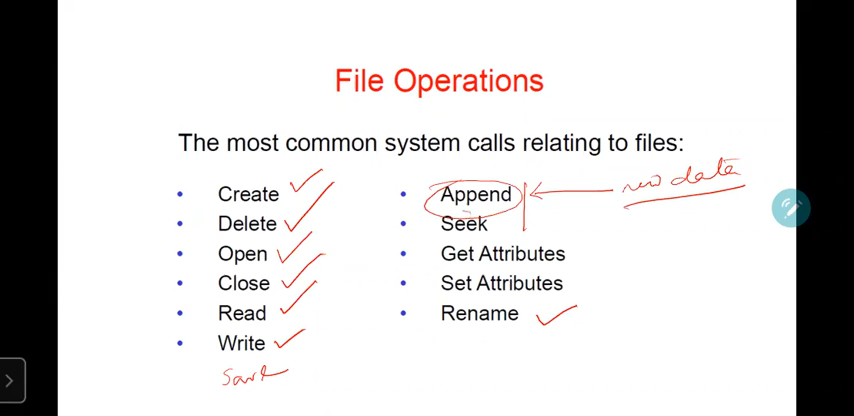 File Operations
The most common system calls relating to files:
• Create
• Delete
• Open
• Close
• Read
• Write
save
• Append
• Seek
• Get Attributes
• Set Attributes
• Rename
new data